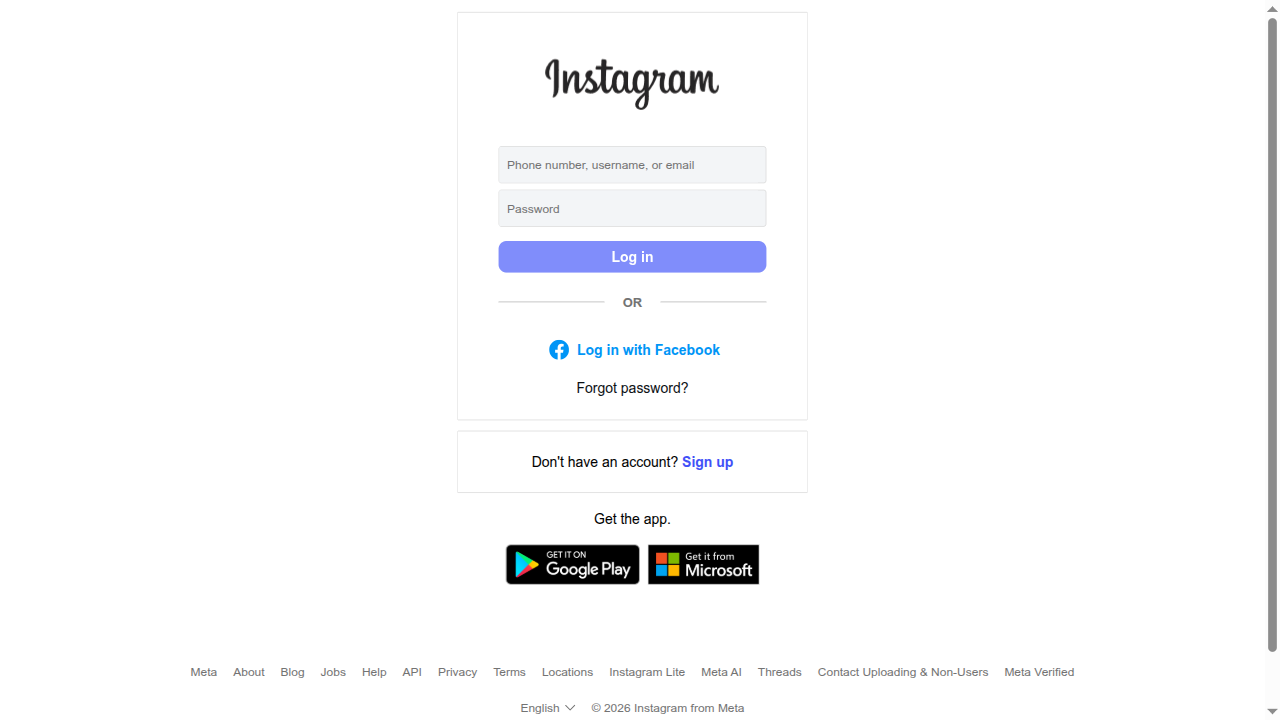 Instagram
Phone number, username, or email
Password
Log in
OR
Log in with Facebook
Forgot password?
Don't have an account? Sign up
Get the app.
GET IT ON
Google Play
Get it from
Microsoft
Meta About Blog Jobs Help API Privacy Terms Locations Instagram Lite Meta AI Threads Contact Uploading & Non-Users Meta Verified
English © 2026 Instagram from Meta